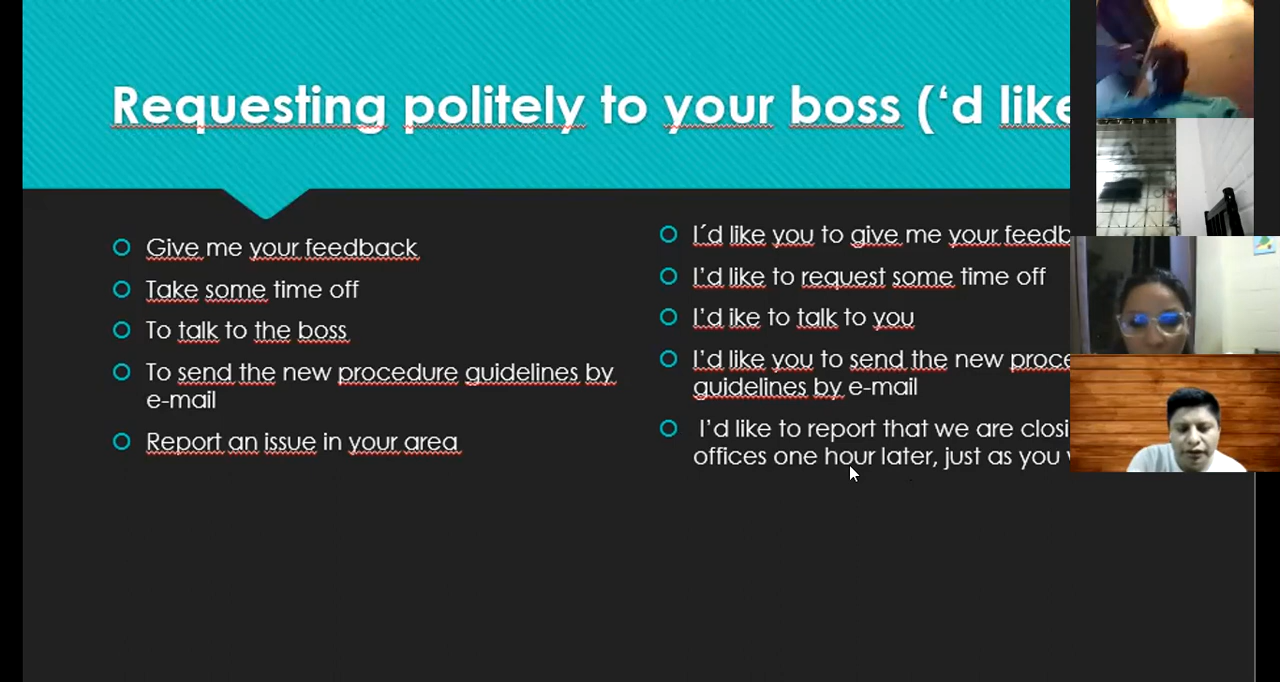 Requesting politely to your boss (‘d like
Give me your feedback
Take some time off
To talk to the boss
To send the new procedure guidelines by
e-mail
Report an issue in your area
I´d like you to give me your
I’d like to request some time off
I’d ike to talk to you
I’d like you to send the new
guidelines by e-mail
I’d like to report that we are
offices one hour later, just as you